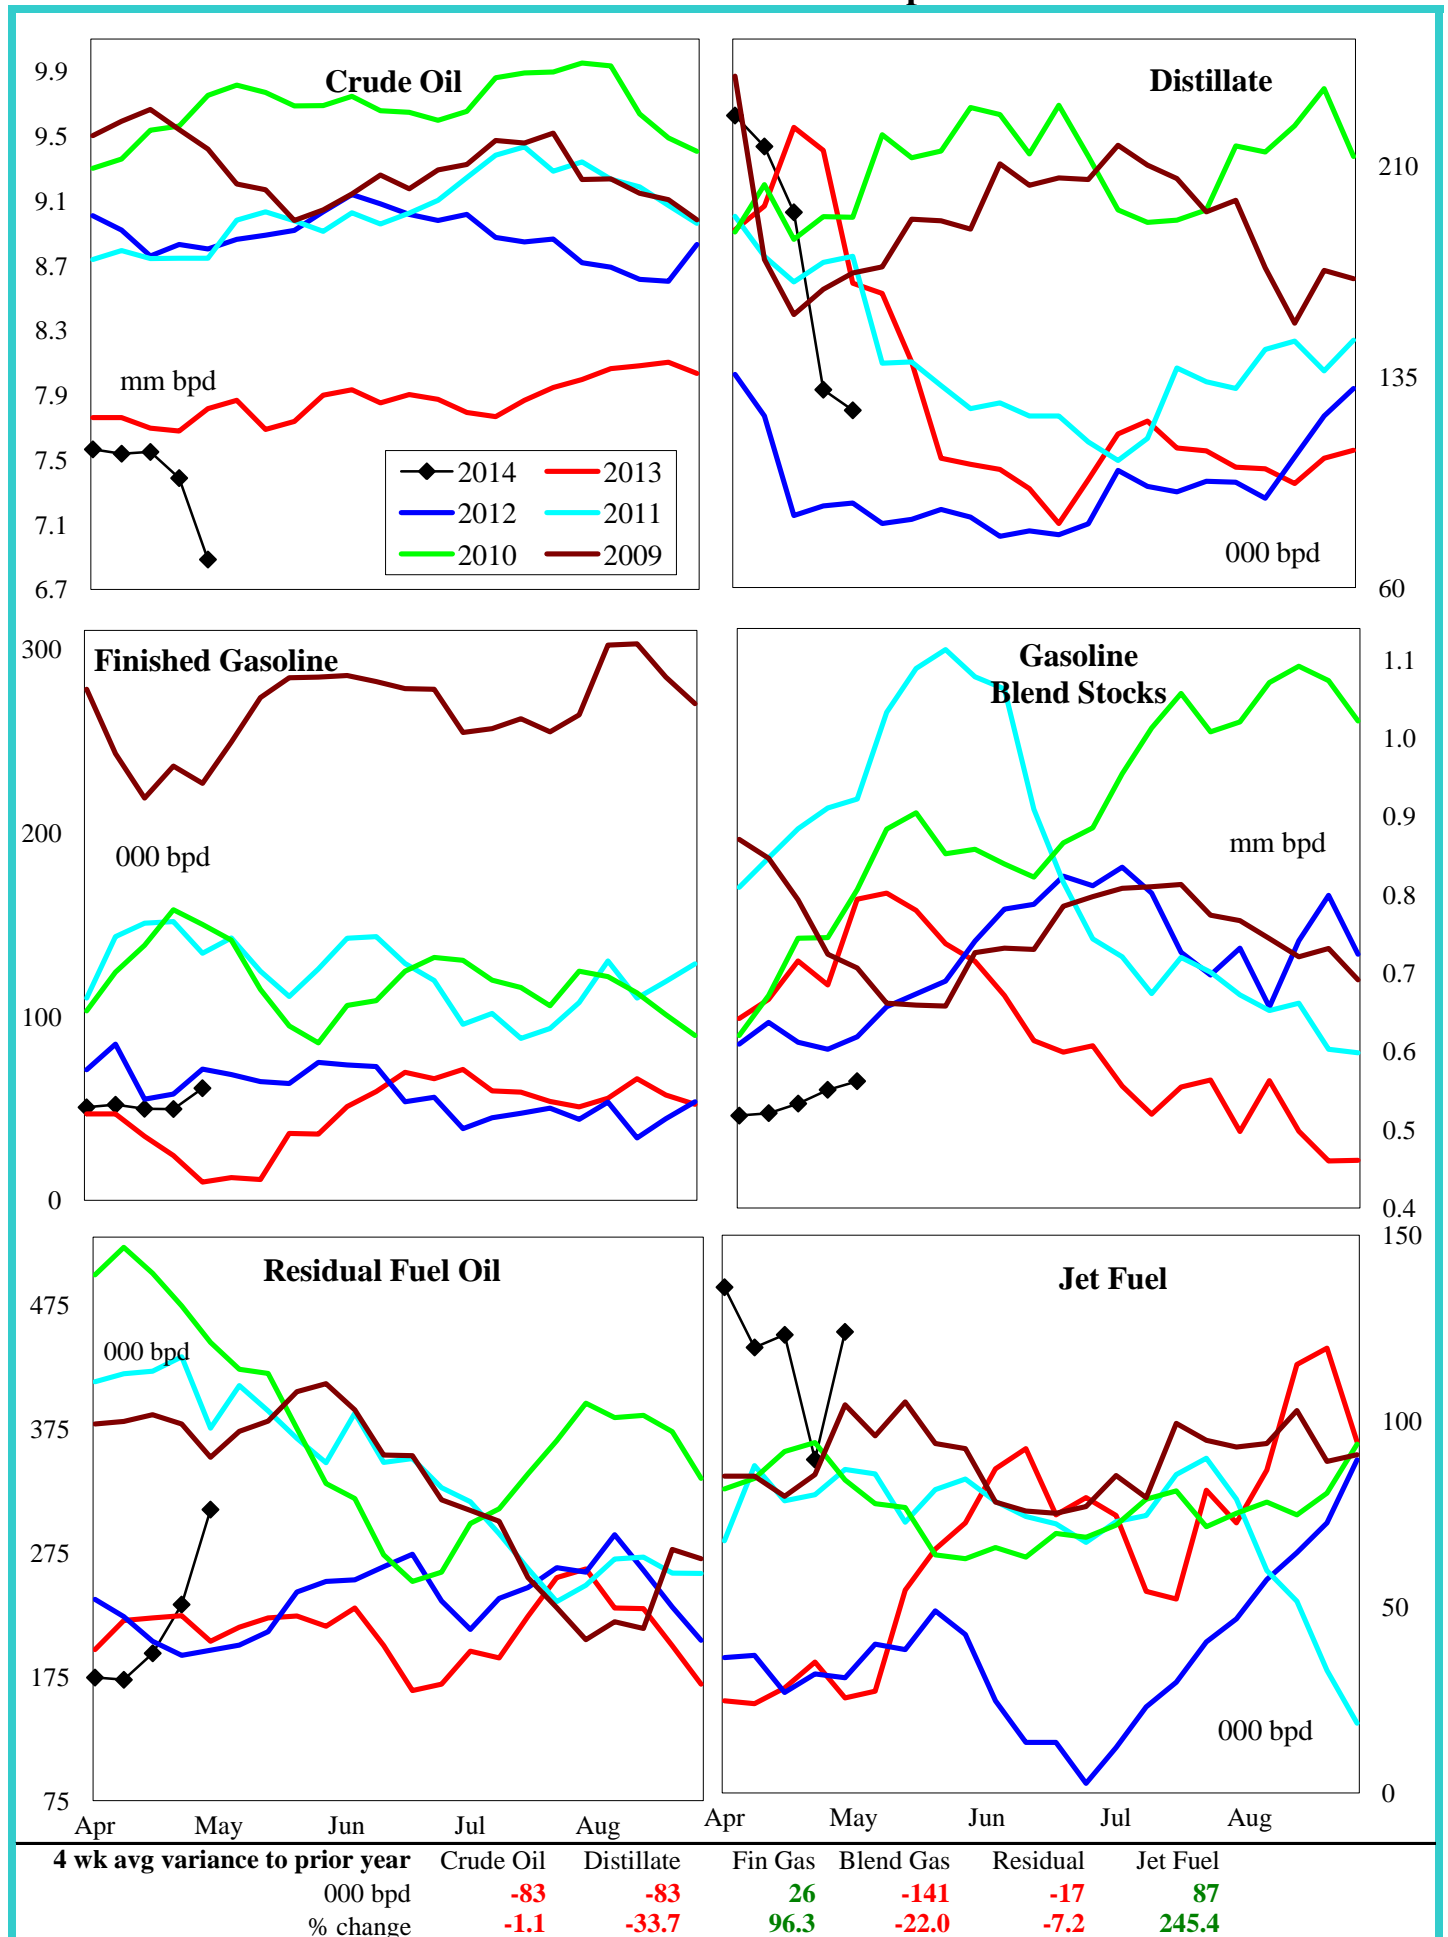 Crude Oil
9.9
9.5
9.1
8.7
8.3
7.9
7.5
7.1
6.7
mm bpd
2014 2013
2012 2011
2010 2009
Distillate
210
135
60
000 bpd
Finished Gasoline
300
200
100
0
000 bpd
Gasoline
Blend Stocks
1.1
1.0
0.9
0.8
0.7
0.6
0.5
0.4
mm bpd
Residual Fuel Oil
475
375
275
175
75
000 bpd
Apr May Jun Jul Aug
Jet Fuel
150
100
50
0
000 bpd
Apr May Jun Jul Aug
4 wk avg variance to prior year Crude Oil Distillate Fin Gas Blend Gas Residual Jet Fuel
000 bpd -83 -83 26 -141 -17 87
% change -1.1 -33.7 96.3 -22.0 -7.2 245.4